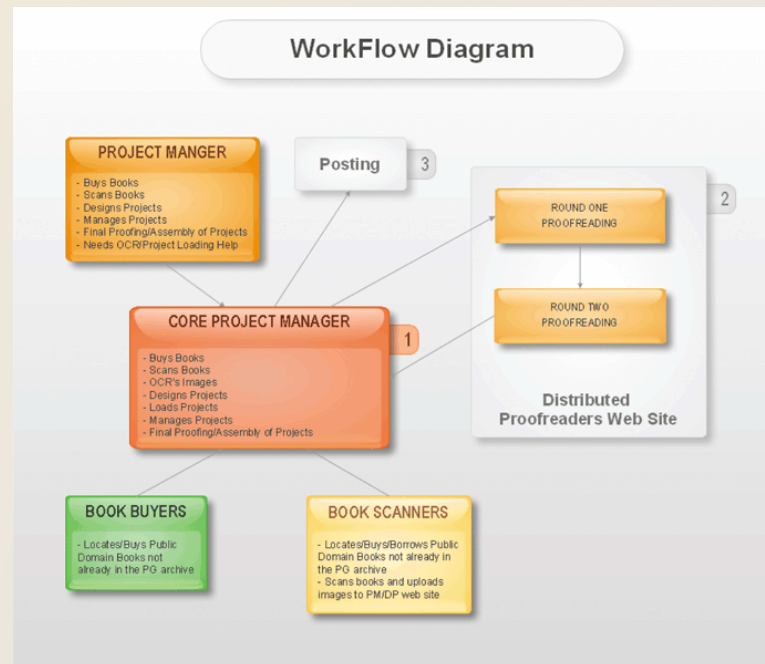 WorkFlow Diagram
PROJECT MANGER
- Buys Books
- Scans Books
- Designs Projects
- Manages Projects
- Final Proofing/Assembly of Projects
- Needs OCR/Project Loading Help
Posting
3
2
ROUND ONE
PROOFREADING
ROUND TWO
PROOFREADING
Distributed
Proofreaders Web Site
CORE PROJECT MANAGER
1
- Buys Books
- Scans Books
- OCR's Images
- Designs Projects
- Loads Projects
- Manages Projects
- Final Proofing/Assembly of Projects
BOOK BUYERS
- Locates/Buys Public
Domain Books not
already in the PG archive
BOOK SCANNERS
- Locates/Buys/Borrows Public
Domain Books not already in
the PG archive
- Scans books and uploads
images to PM/DP web site